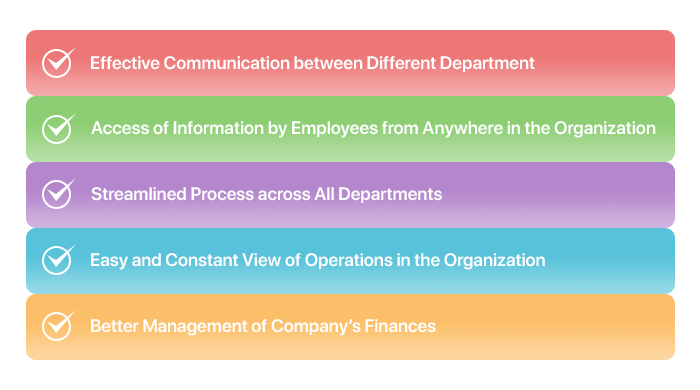 Effective Communication between Different Department
Access of Information by Employees from Anywhere in the Organization
Streamlined Process across All Departments
Easy and Constant View of Operations in the Organization
Better Management of Company’s Finances